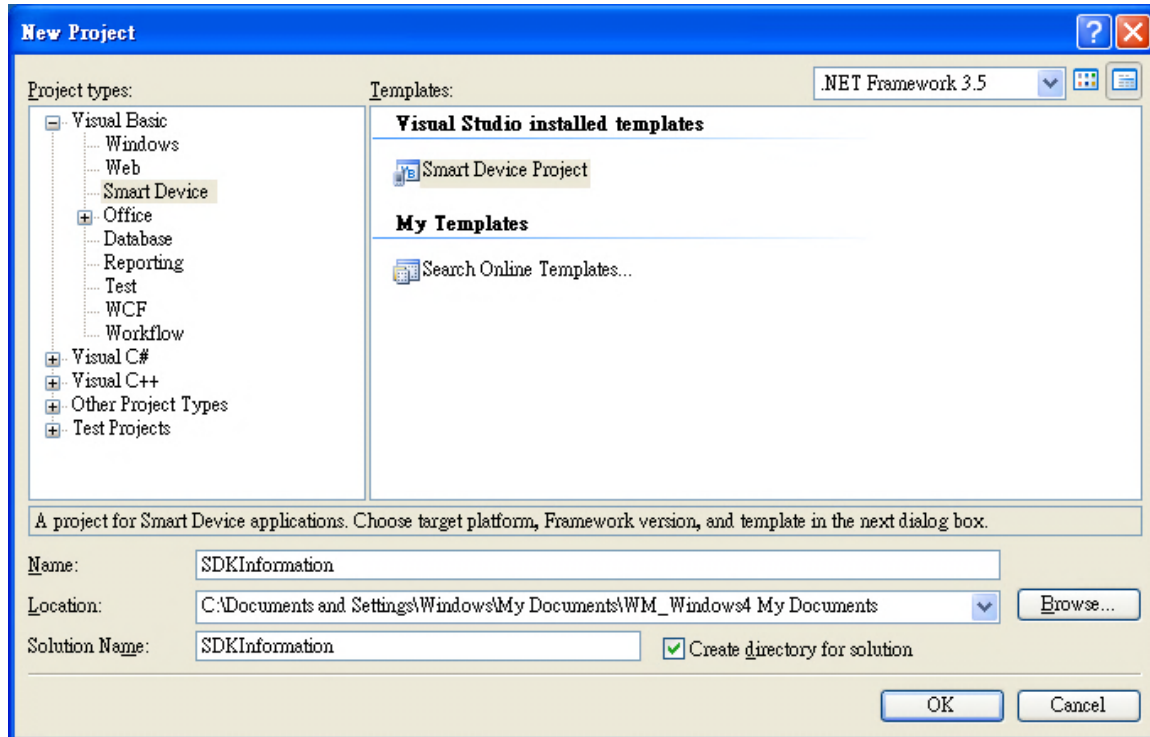 New Project
Project types:
Templates:
.NET Framework 3.5
Visual Basic
Windows
Web
Smart Device
Office
Database
Reporting
Test
WCF
Workflow
Visual C#
Visual C++
Other Project Types
Test Projects
Visual Studio installed templates
Smart Device Project
My Templates
Search Online Templates...
A project for Smart Device applications. Choose target platform, Framework version, and template in the next dialog box.
Name:
SDKInformation
Location:
C:\Documents and Settings\Windows\My Documents\WM_Windows4 My Documents
Browse...
Solution Name:
SDKInformation
Create directory for solution
OK
Cancel